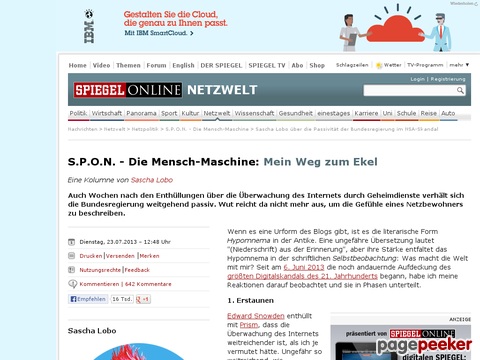 IBM
Gestalten Sie die Cloud,
die genau zu Ihnen passt.
Mit IBM SmartCloud.
Home Video Themen Forum English DER SPIEGEL SPIEGEL TV Abo Shop Schlagzeilen Wetter TV-Programm mehr
SPIEGEL ONLINE NETZWELT
Login | Registrierung
Politik Wirtschaft Panorama Sport Kultur Netzwelt Wissenschaft Gesundheit einestages Karriere Uni Schule Reise Auto
Nachrichten > Netzwelt > Netzpolitik > S.P.O.N. - Die Mensch-Maschine > Sascha Lobo über die Passivität der Bundesregierung im NSA-Skandal
S.P.O.N. - Die Mensch-Maschine: Mein Weg zum Ekel
Eine Kolumne von Sascha Lobo
Auch Wochen nach den Enthüllungen über die Überwachung des Internets durch Geheimdienste verhält sich
die Bundesregierung weitgehend passiv. Wut reicht da nicht mehr aus, um die Gefühle eines Netzbewohners
zu beschreiben.
Dienstag, 23.07.2013 – 12:48 Uhr
Drucken | Versenden | Merken
Nutzungsrechte | Feedback
Kommentieren | 642 Kommentare
Empfehlen 16 Tsd.
Sascha Lobo
Wenn es eine Urform des Blogs gibt, ist es die literarische Form
Hypomnema in der Antike. Eine ungefähre Übersetzung lautet
"(Niederschrift) aus der Erinnerung", aber ihre Stärke entfaltet das
Hypomnema in der schriftlichen Selbstbeobachtung: Was macht die Welt
mit mir? Seit am 6. Juni 2013 die noch andauernde Aufdeckung des
größten Digitalskandals des 21. Jahrhunderts begann, habe ich meine
Reaktionen darauf beobachtet und sie in Phasen unterteilt.
1. Erstaunen
Edward Snowden enthüllt
mit Prism, dass die
Überwachung des Internets
weitreichender ist, als ich je
vermutet hätte. Ungefähr so
ANZEIGE
präsentiert von SPIEGEL ONLINE
pagepeeker